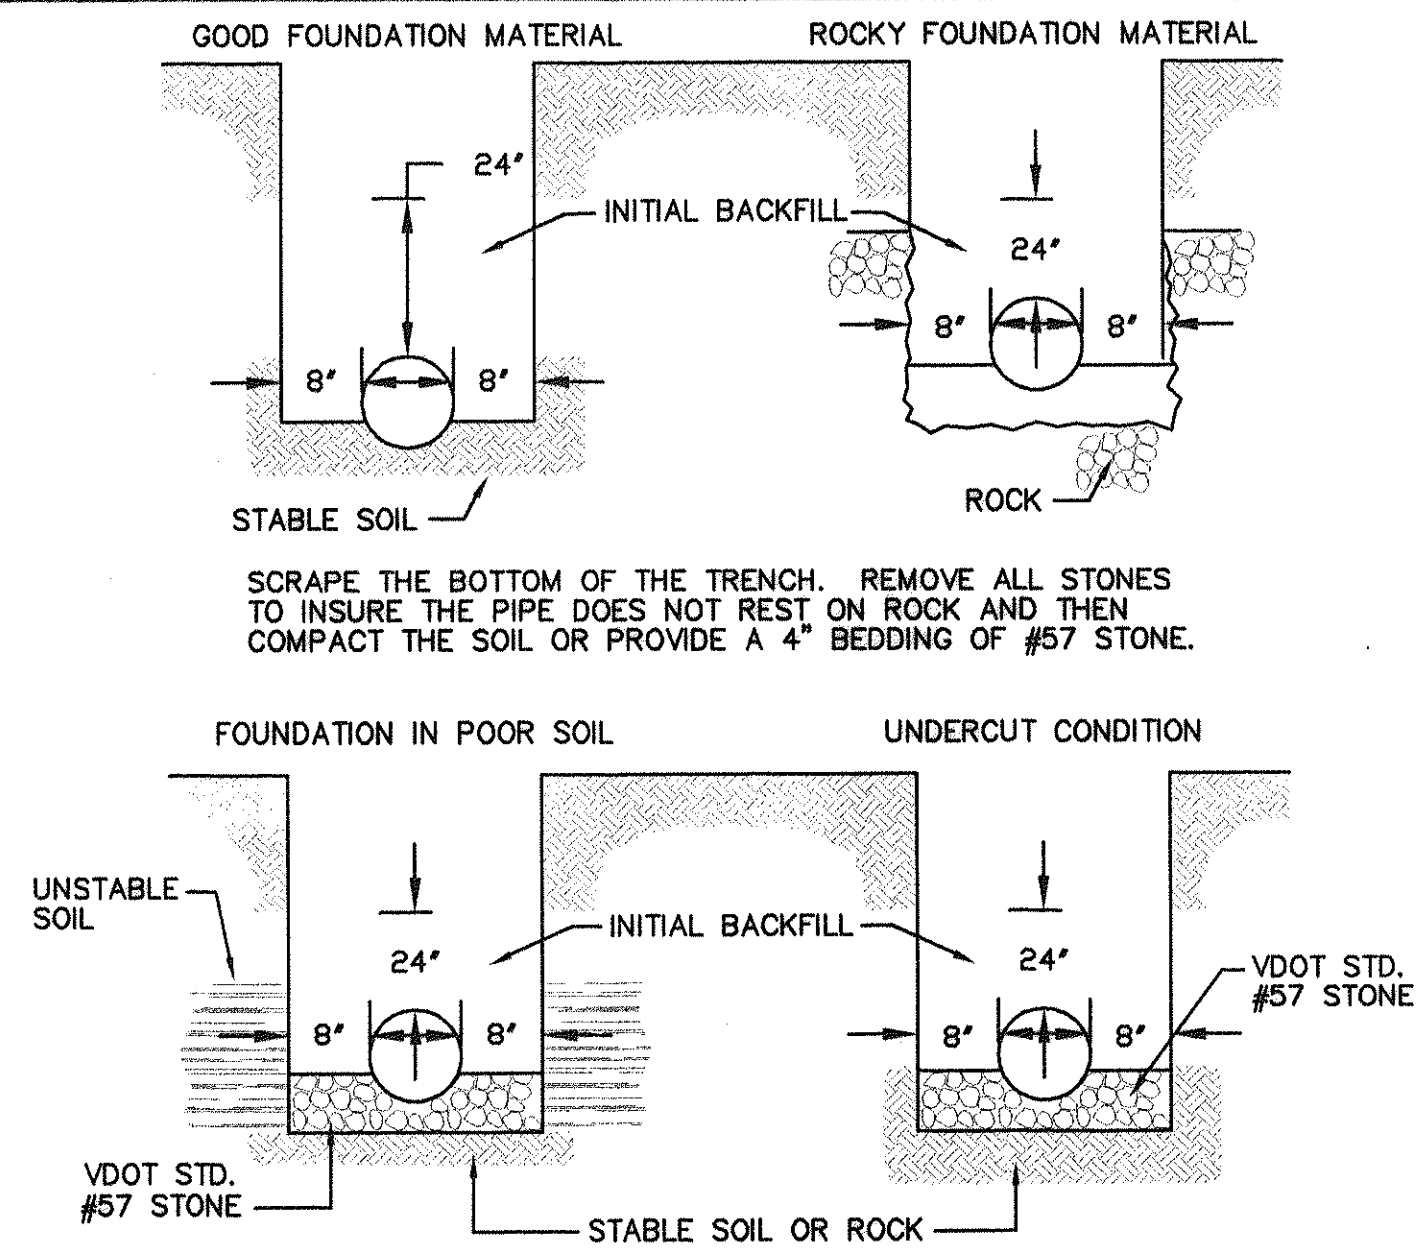 GOOD FOUNDATION MATERIAL
ROCKY FOUNDATION MATERIAL
24"
INITIAL BACKFILL
24"
8"
8"
8"
8"
STABLE SOIL
ROCK
SCRAPE THE BOTTOM OF THE TRENCH. REMOVE ALL STONES
TO INSURE THE PIPE DOES NOT REST ON ROCK AND THEN
COMPACT THE SOIL OR PROVIDE A 4" BEDDING OF #57 STONE.
FOUNDATION IN POOR SOIL
UNDERCUT CONDITION
UNSTABLE
SOIL
INITIAL BACKFILL
24"
24"
VDOT STD.
#57 STONE
8"
8"
8"
8"
VDOT STD.
#57 STONE
STABLE SOIL OR ROCK